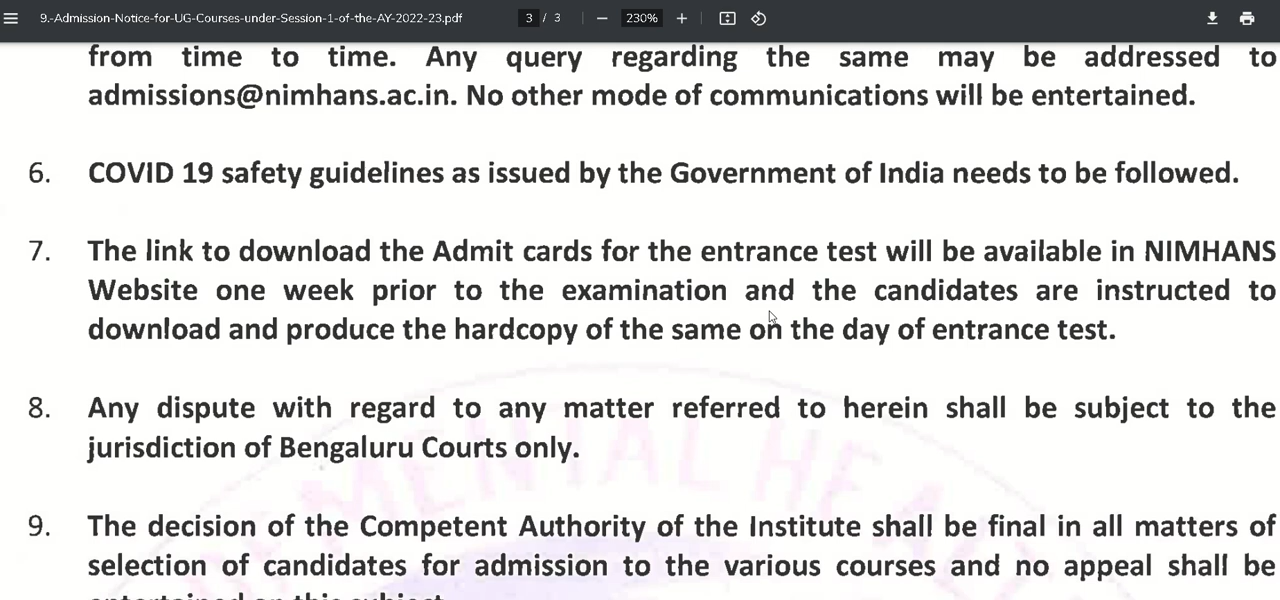 9.-Admission-Notice-for-UG-Courses-under-Session-1-of-the-AY-2022-23.pdf 3 / 3 230%
from time to time. Any query regarding the same may be addressed to
admissions@nimhans.ac.in. No other mode of communications will be entertained.
6. COVID 19 safety guidelines as issued by the Government of India needs to be followed.
7. The link to download the Admit cards for the entrance test will be available in NIMHANS
Website one week prior to the examination and the candidates are instructed to
download and produce the hardcopy of the same on the day of entrance test.
8. Any dispute with regard to any matter referred to herein shall be subject to the
jurisdiction of Bengaluru Courts only.
MENTAL HEAL
9. The decision of the Competent Authority of the Institute shall be final in all matters of
selection of candidates for admission to the various courses and no appeal shall be
entertained on this subject